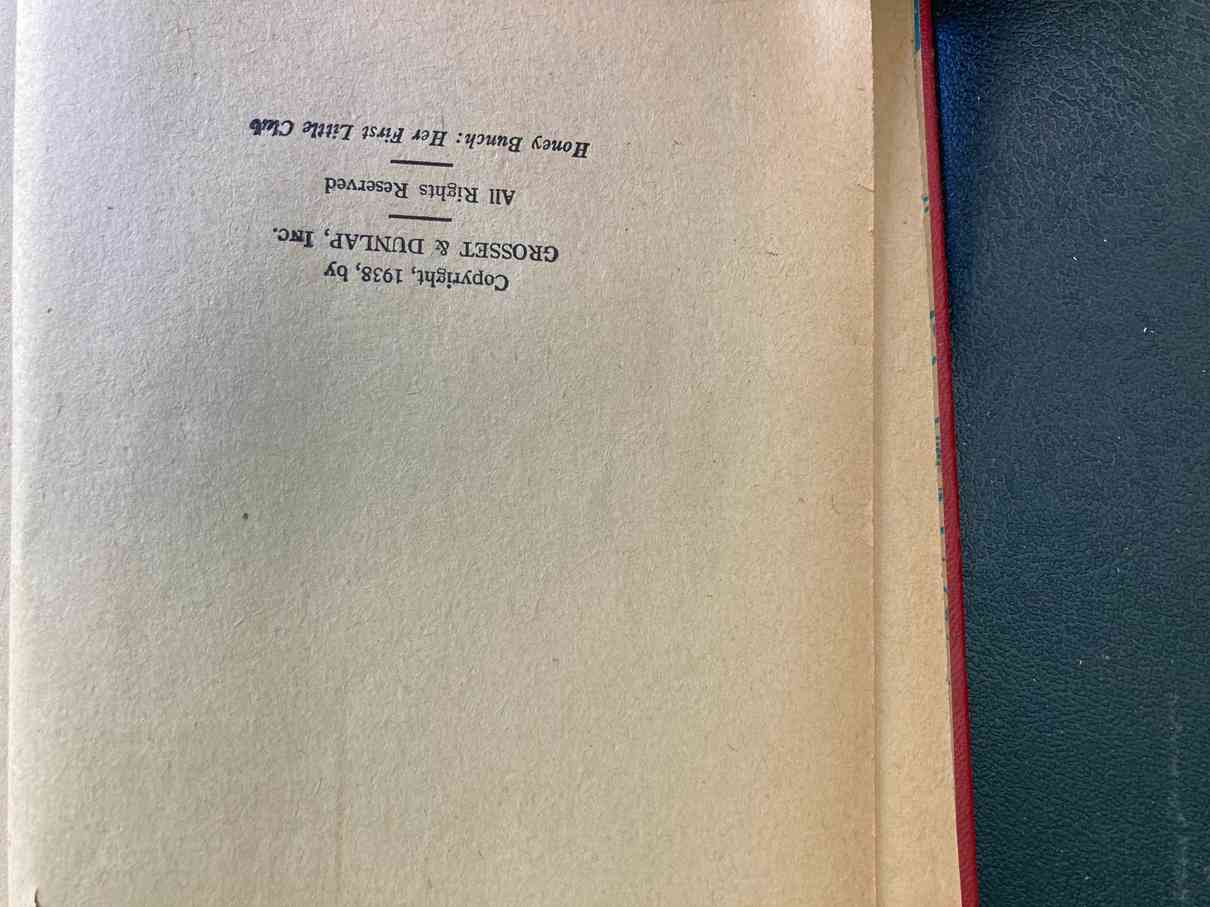 Copyright, 1938, by
GROSSET & DUNLAP, Inc.
All Rights Reserved
Honey Bunch: Her First Little Club